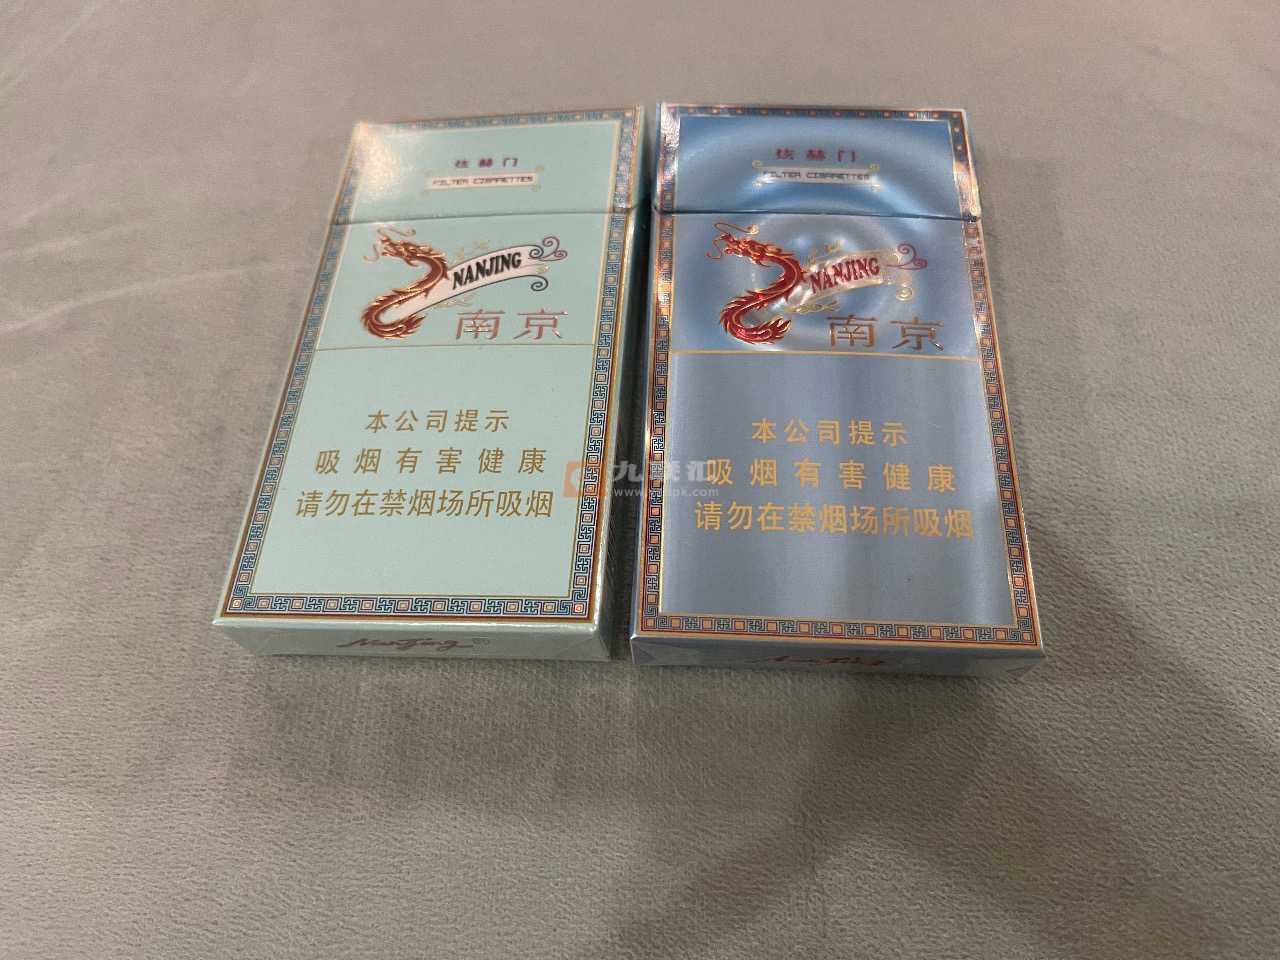 炫赫门
FILTER CIGARETTES
NANJING
南京
本公司提示
吸烟有害健康
请勿在禁烟场所吸烟
Nanjing
炫赫门
FILTER CIGARETTES
NANJING
南京
本公司提示
吸烟有害健康
请勿在禁烟场所吸烟
Nanjing